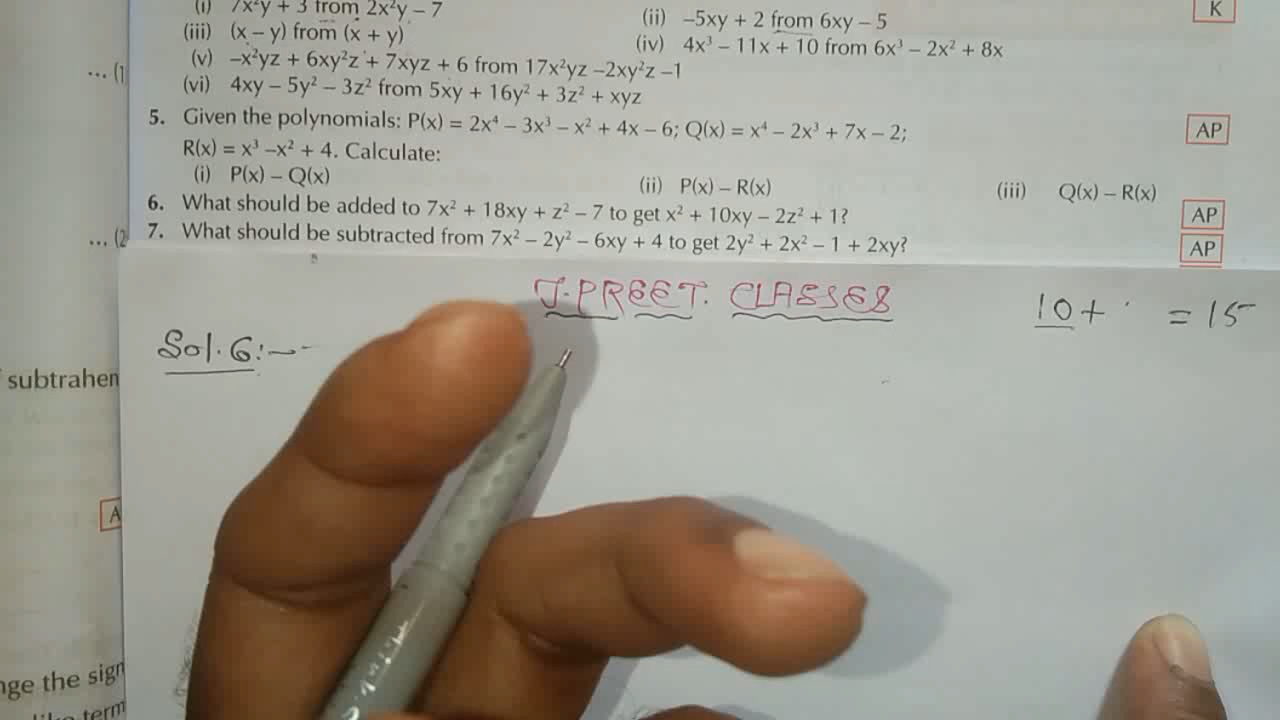 (i) 7x²y + 3 from 2x²y – 7
(ii) –5xy + 2 from 6xy – 5
K
(iii) (x – y) from (x + y)
(iv) 4x³ – 11x + 10 from 6x³ – 2x² + 8x
(v) –x²yz + 6xy²z + 7xyz + 6 from 17x²yz –2xy²z –1
... (1
(vi) 4xy – 5y² – 3z² from 5xy + 16y² + 3z² + xyz
5. Given the polynomials: P(x) = 2x⁴ – 3x³ – x² + 4x – 6; Q(x) = x⁴ – 2x³ + 7x – 2;
AP
R(x) = x³ –x² + 4. Calculate:
(i) P(x) – Q(x)
(ii) P(x) – R(x)
(iii) Q(x) – R(x)
6. What should be added to 7x² + 18xy + z² – 7 to get x² + 10xy – 2z² + 1?
AP
7. What should be subtracted from 7x² – 2y² – 6xy + 4 to get 2y² + 2x² – 1 + 2xy?
AP
... (2
J.PREET. CLASSES
10+ = 15
Sol.6:-
subtrahen
A
nge the sign
term